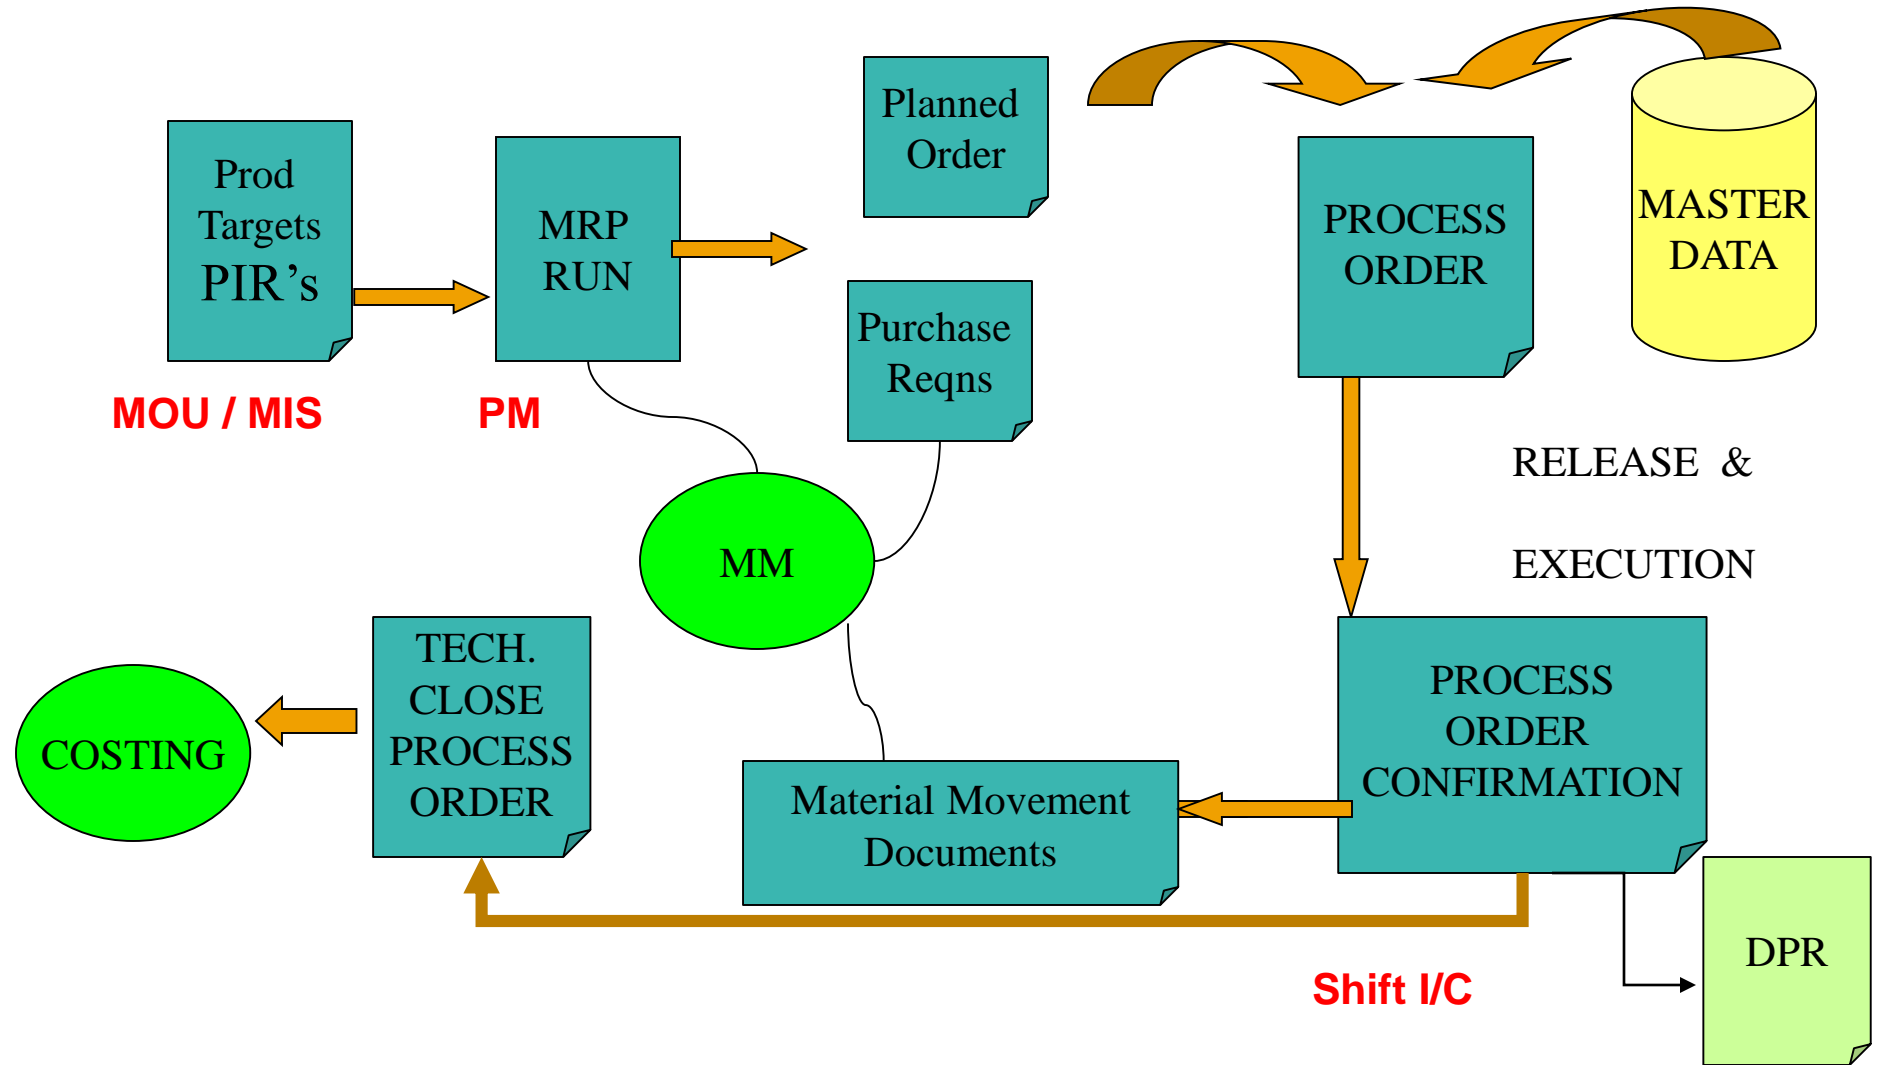 Prod
Targets
PIR’s
MOU / MIS
MRP
RUN
PM
Planned
Order
Purchase
Reqns
PROCESS
ORDER
MASTER
DATA
RELEASE &
EXECUTION
MM
TECH.
CLOSE
PROCESS
ORDER
COSTING
Material Movement
Documents
PROCESS
ORDER
CONFIRMATION
DPR
Shift I/C